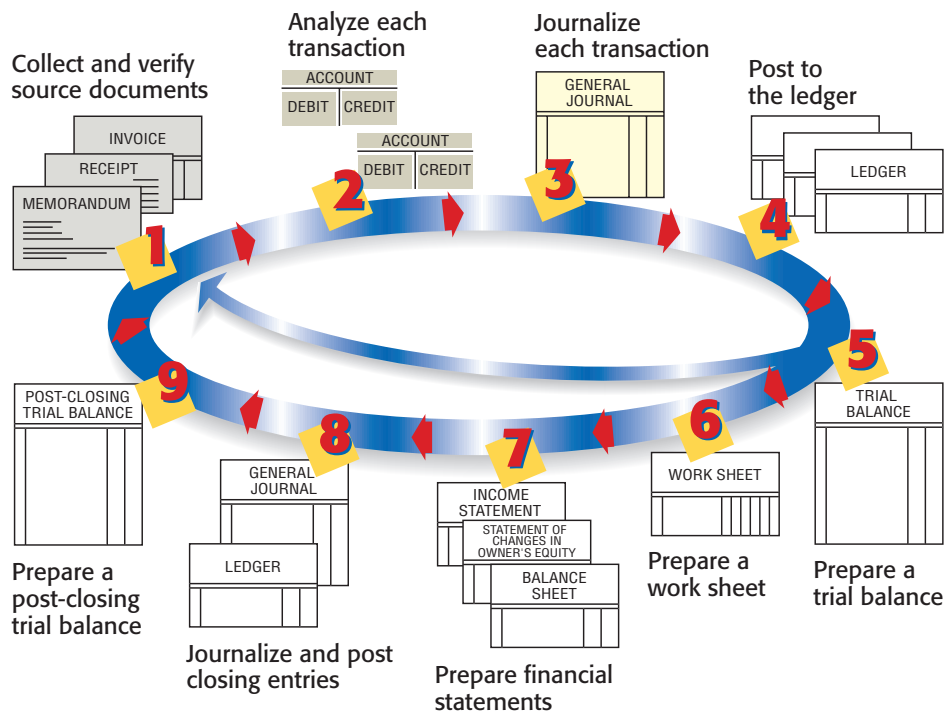 Collect and verify
source documents
INVOICE
RECEIPT
MEMORANDUM
1
Analyze each
transaction
ACCOUNT
DEBIT CREDIT
ACCOUNT
DEBIT CREDIT
2
Journalize
each transaction
GENERAL
JOURNAL
3
Post to
the ledger
LEDGER
4
5
TRIAL
BALANCE
Prepare a
trial balance
6
WORK SHEET
Prepare a
work sheet
7
INCOME
STATEMENT
STATEMENT OF
CHANGES IN
OWNER'S EQUITY
BALANCE
SHEET
Prepare financial
statements
8
GENERAL
JOURNAL
LEDGER
Journalize and post
closing entries
9
POST-CLOSING
TRIAL BALANCE
Prepare a
post-closing
trial balance